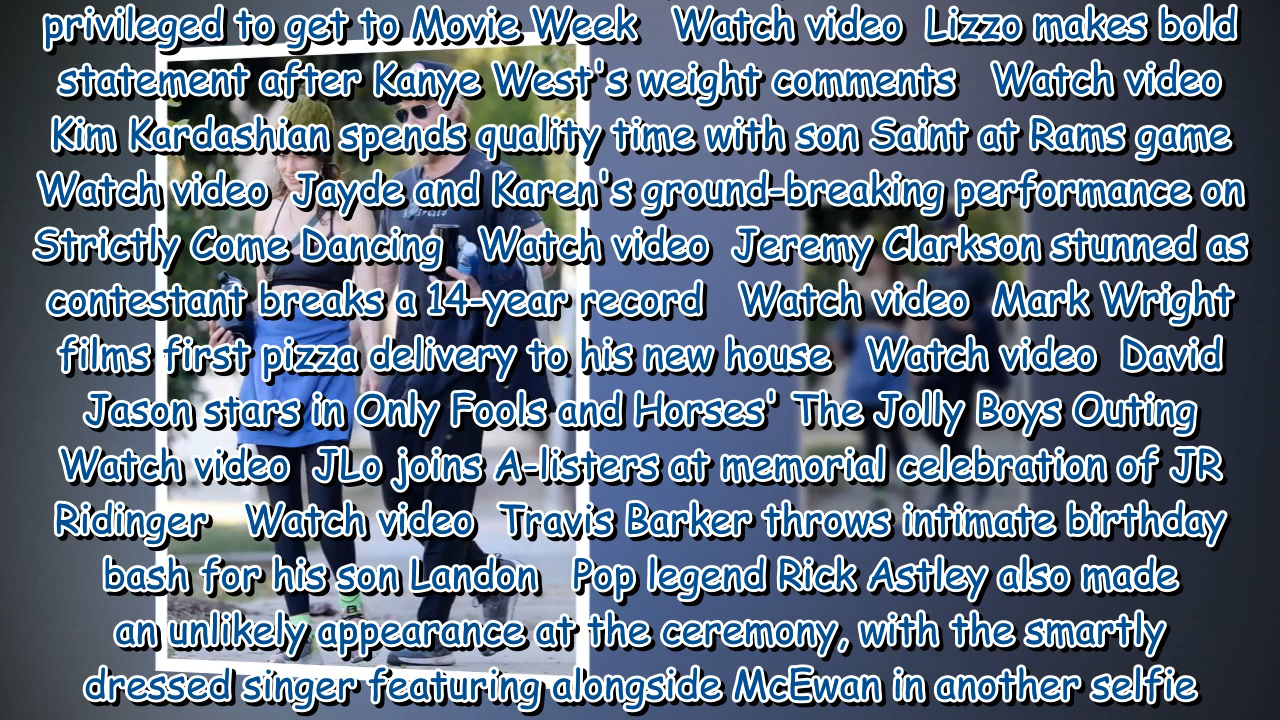 privileged to get to Movie Week Watch video Lizzo makes bold
statement after Kanye West's weight comments Watch video
Kim Kardashian spends quality time with son Saint at Rams game
Watch video Jayde and Karen's ground-breaking performance on
Strictly Come Dancing Watch video Jeremy Clarkson stunned as
contestant breaks a 14-year record Watch video Mark Wright
films first pizza delivery to his new house Watch video David
Jason stars in Only Fools and Horses' The Jolly Boys Outing
Watch video JLo joins A-listers at memorial celebration of JR
Ridinger Watch video Travis Barker throws intimate birthday
bash for his son Landon Pop legend Rick Astley also made
an unlikely appearance at the ceremony, with the smartly
dressed singer featuring alongside McEwan in another selfie